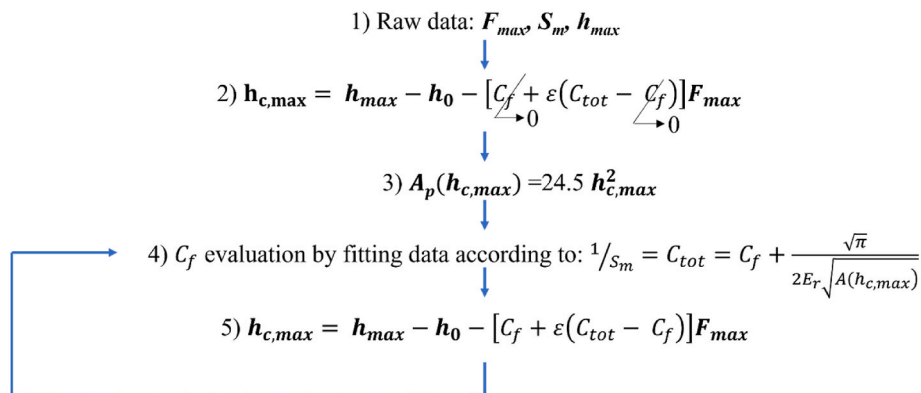 1) Raw data: F_max, S_m, h_max
2) h_c,max = h_max − h_0 − [C_f + ε(C_tot − C_f)]F_max
0 0
3) A_p(h_c,max) =24.5 h²_c,max
4) C_f evaluation by fitting data according to: 1/S_m = C_tot = C_f + √π / 2E_r√A(h_c,max)
5) h_c,max = h_max − h_0 − [C_f + ε(C_tot − C_f)]F_max